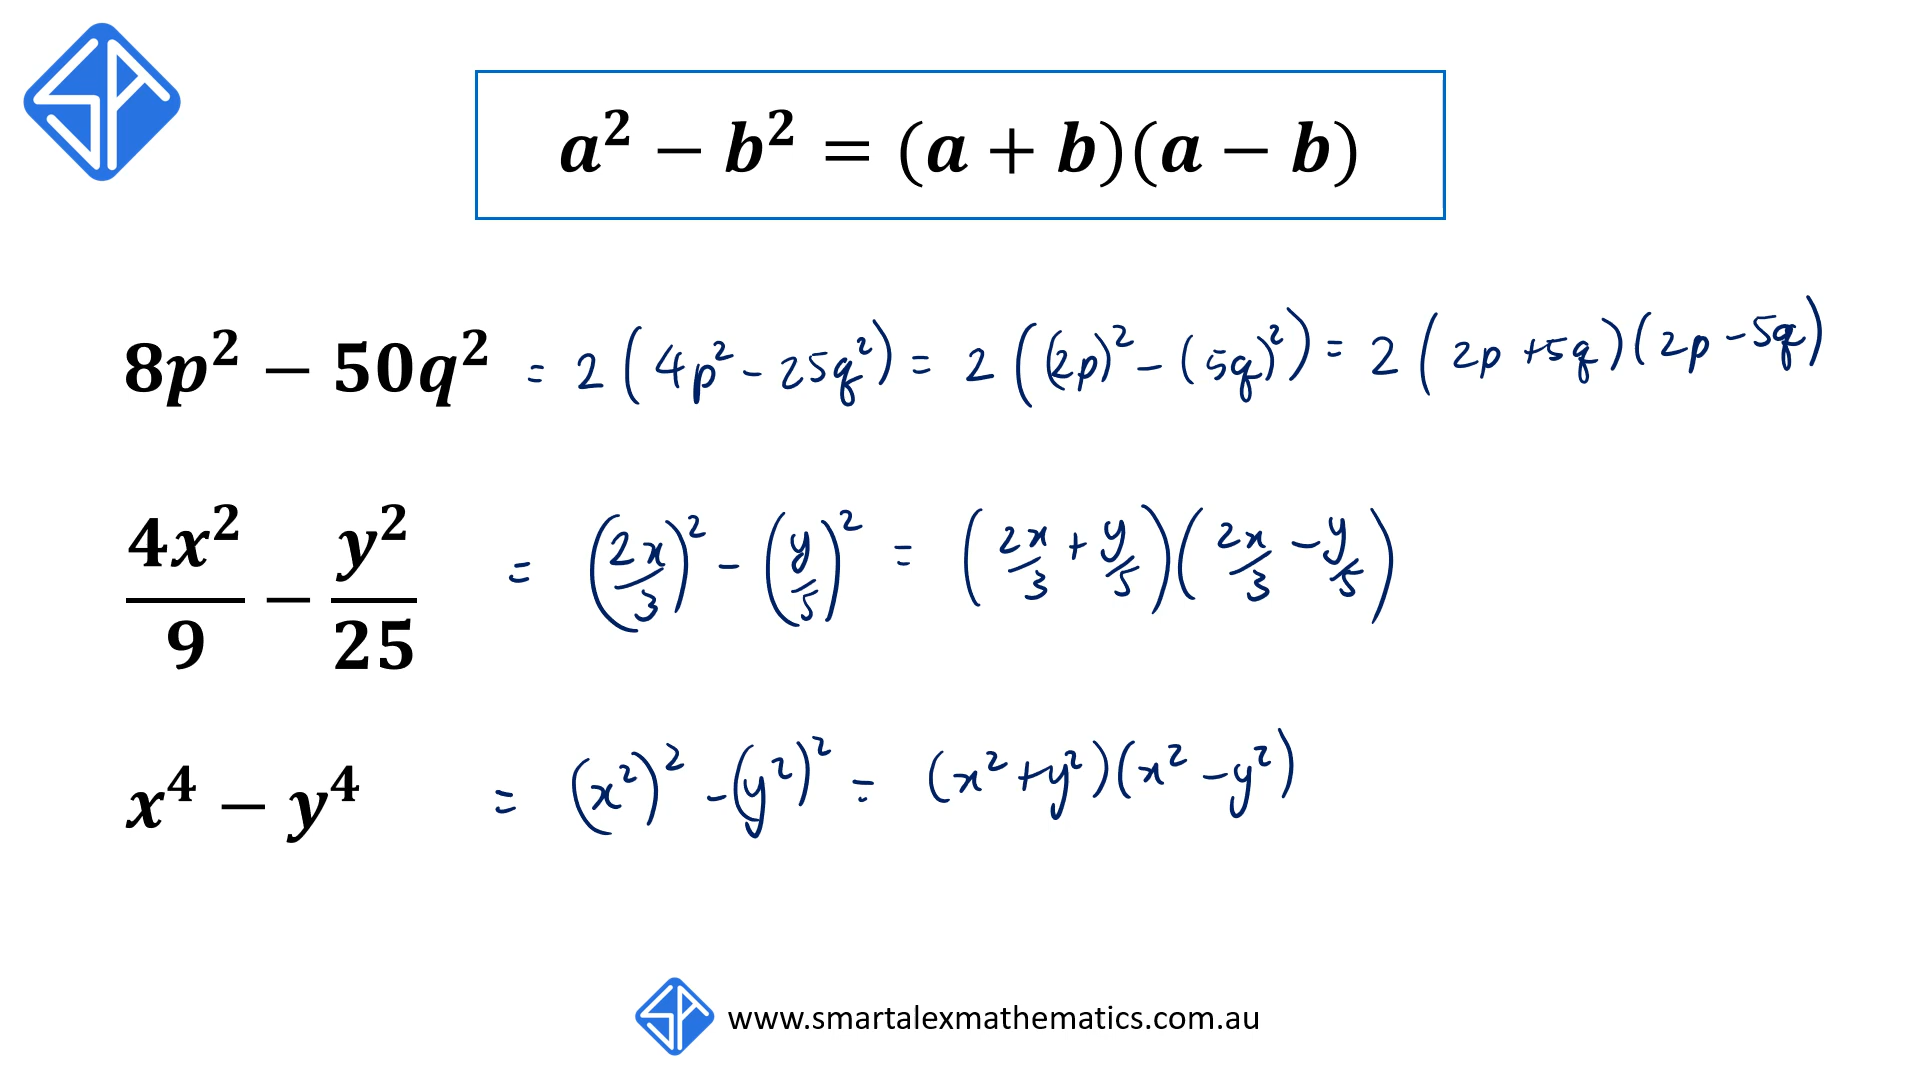 a² − b² = (a + b)(a − b)
8p² − 50q² = 2(4p² − 25q²) = 2((2p)² − (5q)²) = 2(2p + 5q)(2p − 5q)
4x²/9 − y²/25 = (2x/3)² − (y/5)² = (2x/3 + y/5)(2x/3 − y/5)
x⁴ − y⁴ = (x²)² − (y²)² = (x² + y²)(x² − y²)
www.smartalexmathematics.com.au